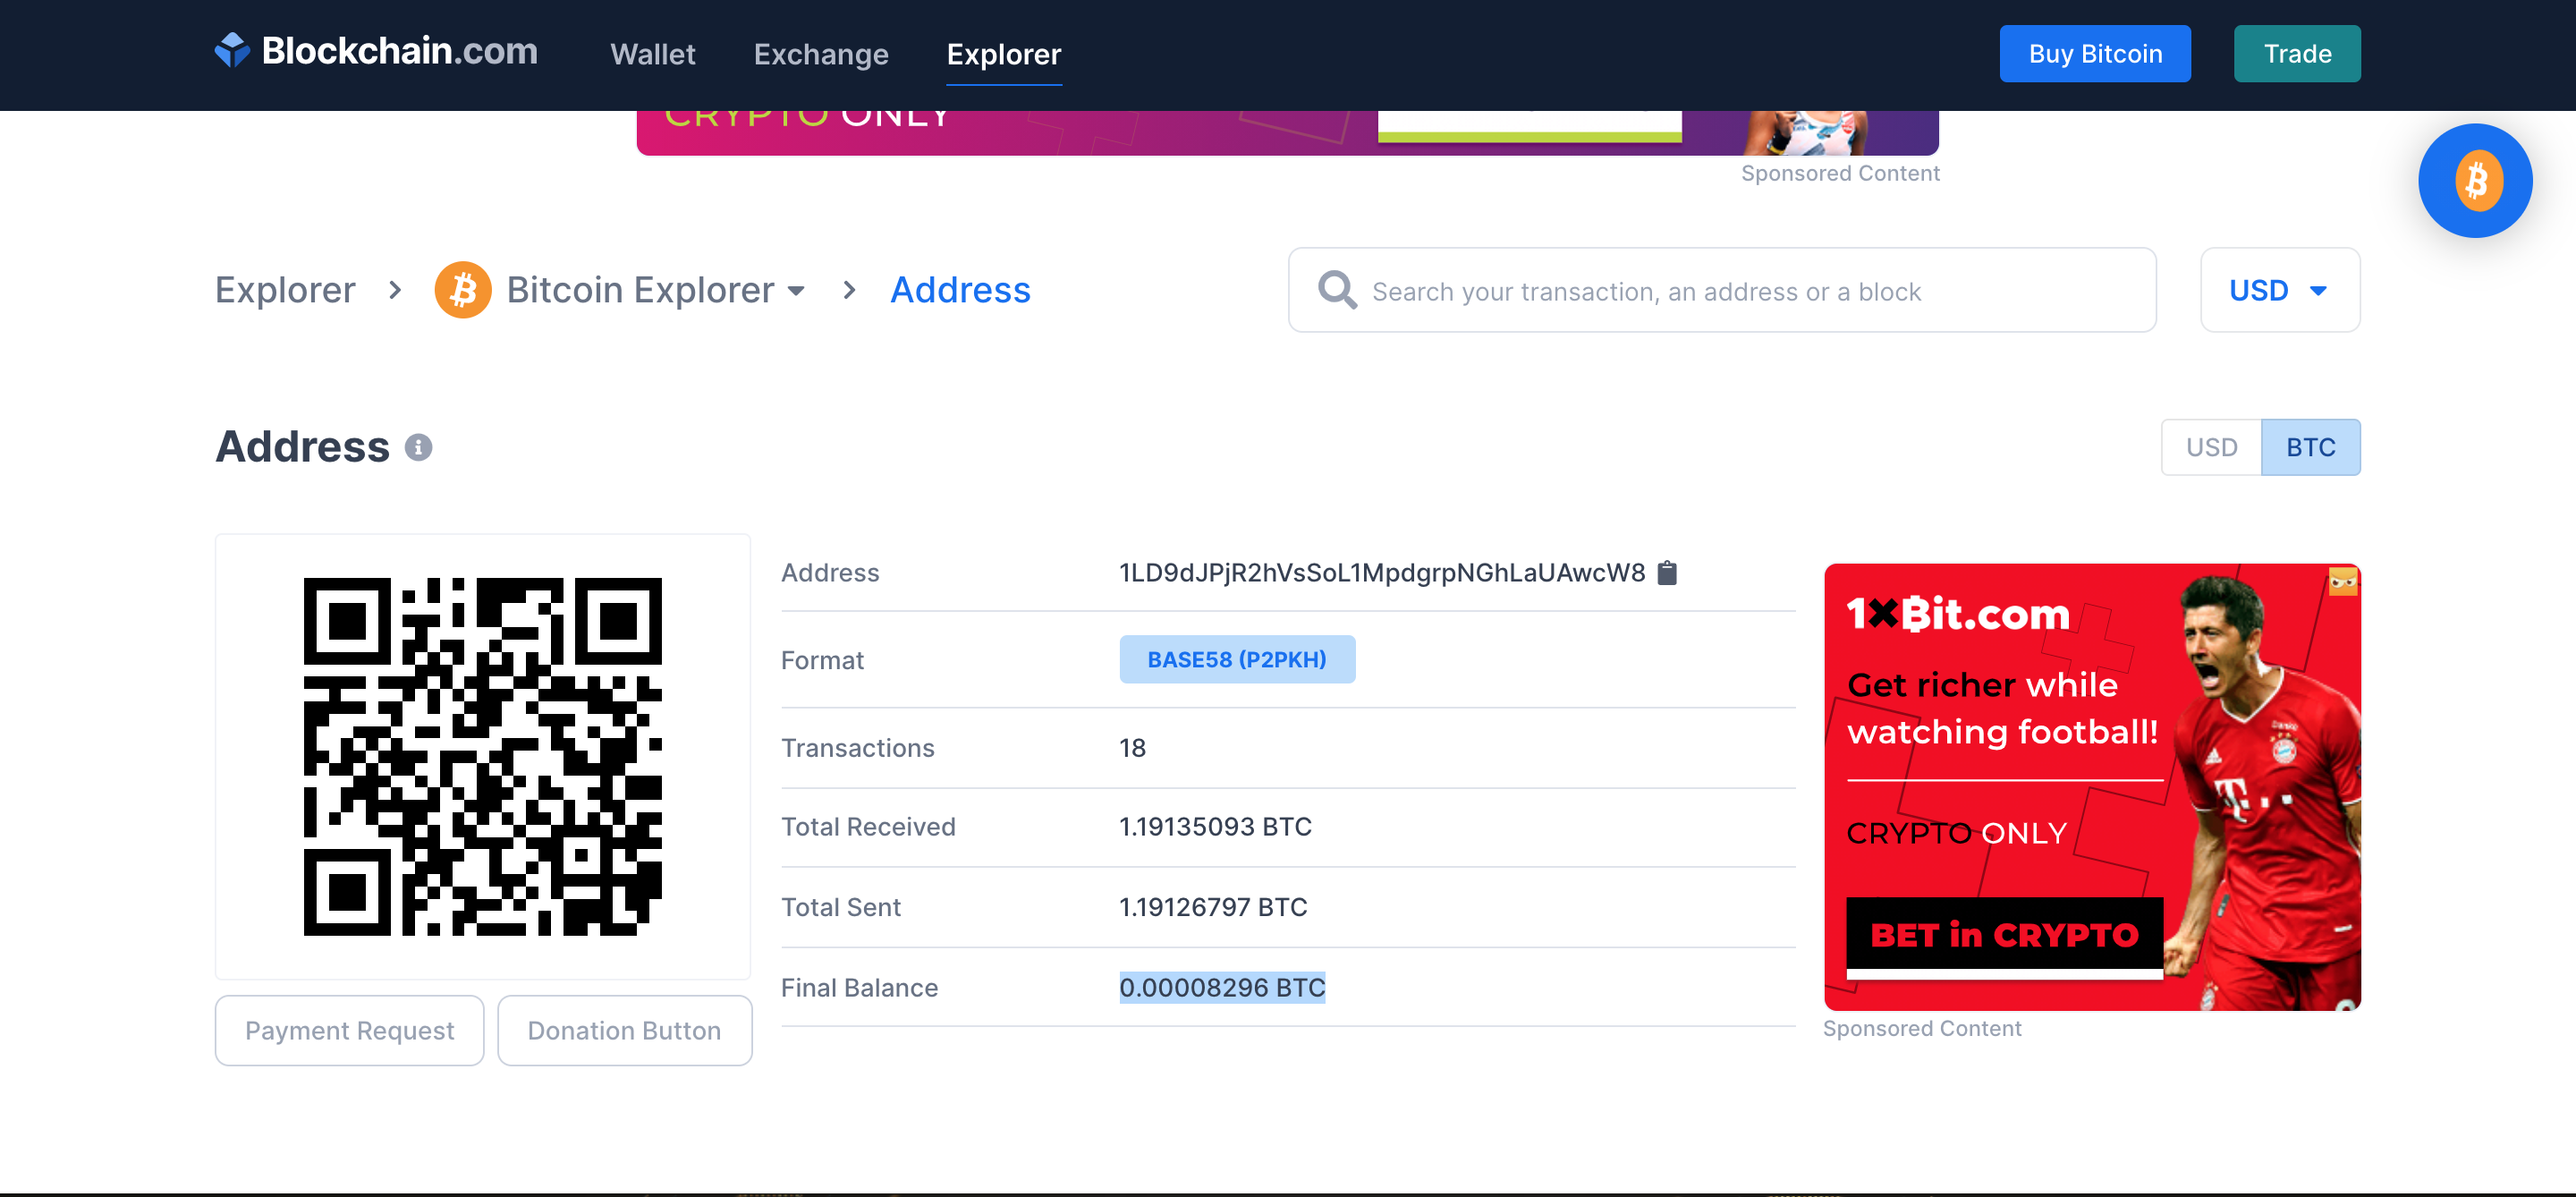 Blockchain.com Wallet Exchange Explorer Buy Bitcoin Trade
CRYPTO ONLY
Sponsored Content
Explorer > Bitcoin Explorer > Address
Search your transaction, an address or a block
USD
Address
USD BTC
Address 1LD9dJPjR2hVsSoL1MpdgrpNGhLaUAwcW8
Format BASE58 (P2PKH)
Transactions 18
Total Received 1.19135093 BTC
Total Sent 1.19126797 BTC
Final Balance 0.00008296 BTC
Payment Request Donation Button
1XBit.com
Get richer while
watching football!
CRYPTO ONLY
BET in CRYPTO
Sponsored Content